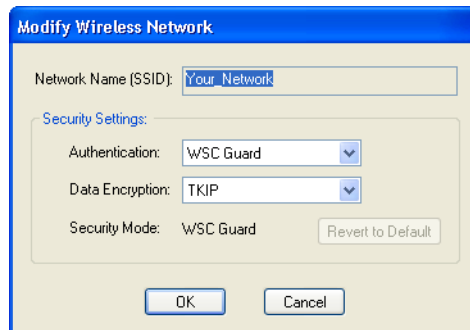 Modify Wireless Network
Network Name (SSID): Your_Network
Security Settings:
Authentication: WSC Guard
Data Encryption: TKIP
Security Mode: WSC Guard Revert to Default
OK Cancel